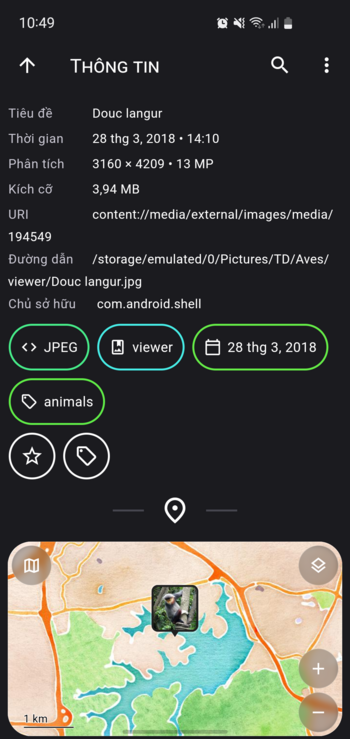 10:49
THÔNG TIN
Tiêu đề Douc langur
Thời gian 28 thg 3, 2018 • 14:10
Phân tích 3160 × 4209 • 13 MP
Kích cỡ 3,94 MB
URI content://media/external/images/media/
194549
Đường dẫn /storage/emulated/0/Pictures/TD/Aves/
viewer/Douc langur.jpg
Chủ sở hữu com.android.shell
JPEG viewer 28 thg 3, 2018
animals
1 km